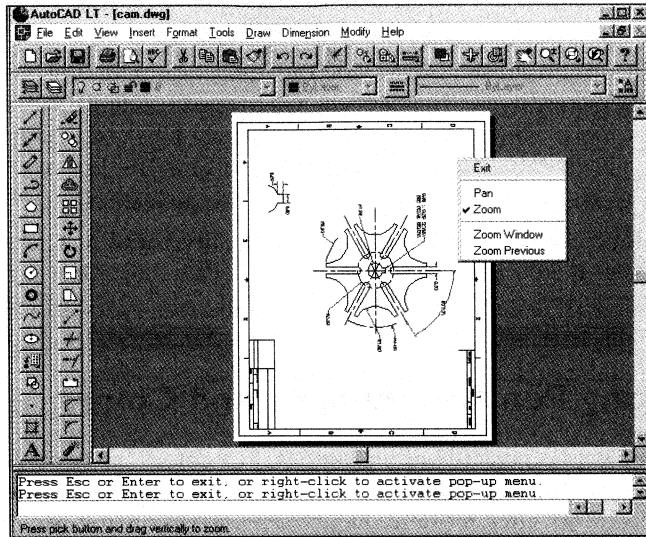 AutoCAD LT - [cam.dwg]
File Edit View Insert Format Tools Draw Dimension Modify Help
ByLayer ByLayer
Exit
Pan
Zoom
Zoom Window
Zoom Previous
Press Esc or Enter to exit, or right-click to activate pop-up menu.
Press Esc or Enter to exit, or right-click to activate pop-up menu.
Press pick button and drag vertically to zoom.